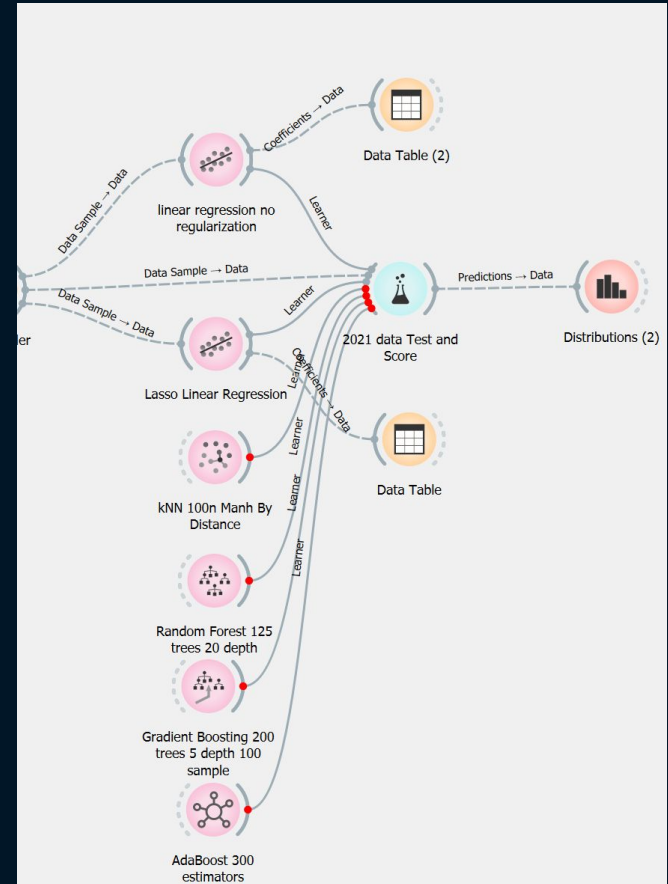 Coefficients → Data
Data Table (2)
Data Sample → Data
linear regression no
regularization
Learner
Data Sample → Data
Predictions → Data
Data Sample → Data
Learner
ler
2021 data Test and
Score
Distributions (2)
Lasso Linear Regression
Coefficients → Data
Learner
Data Table
Learner
kNN 100n Manh By
Distance
Learner
Learner
Random Forest 125
trees 20 depth
Gradient Boosting 200
trees 5 depth 100
sample
AdaBoost 300
estimators